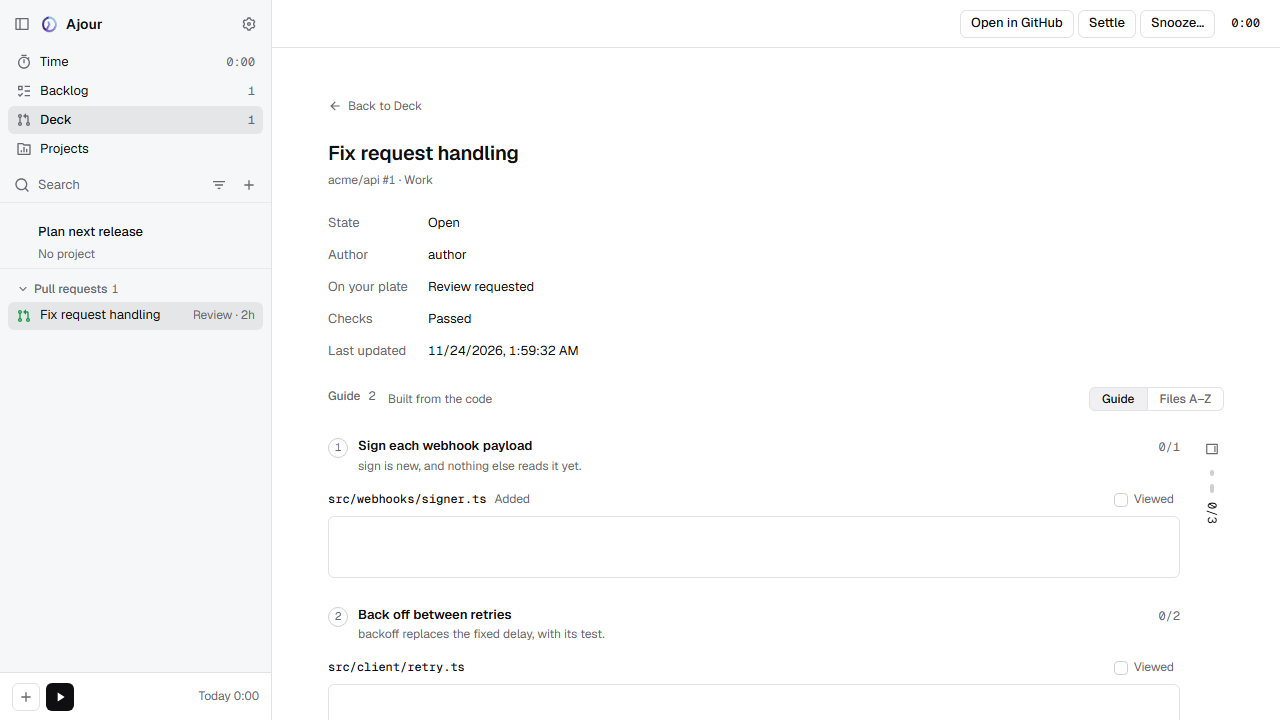 Ajour
Open in GitHub
Settle
Snooze...
0:00
Time 0:00
Backlog 1
Deck 1
Projects
Search
Plan next release
No project
Pull requests 1
Fix request handling Review · 2h
Today 0:00
Back to Deck
Fix request handling
acme/api #1 · Work
State Open
Author author
On your plate Review requested
Checks Passed
Last updated 11/24/2026, 1:59:32 AM
Guide 2 Built from the code
Guide Files A–Z
1 Sign each webhook payload 0/1
sign is new, and nothing else reads it yet.
src/webhooks/signer.ts Added Viewed
0/3
2 Back off between retries 0/2
backoff replaces the fixed delay, with its test.
src/client/retry.ts Viewed